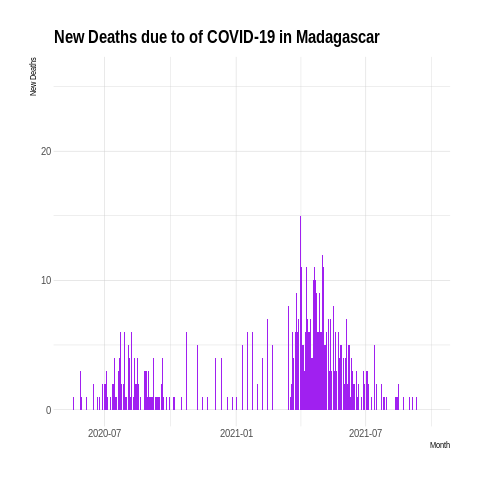 New Deaths due to of COVID-19 in Madagascar
New Deaths
20
10
0
2020-07
2021-01
2021-07
Month